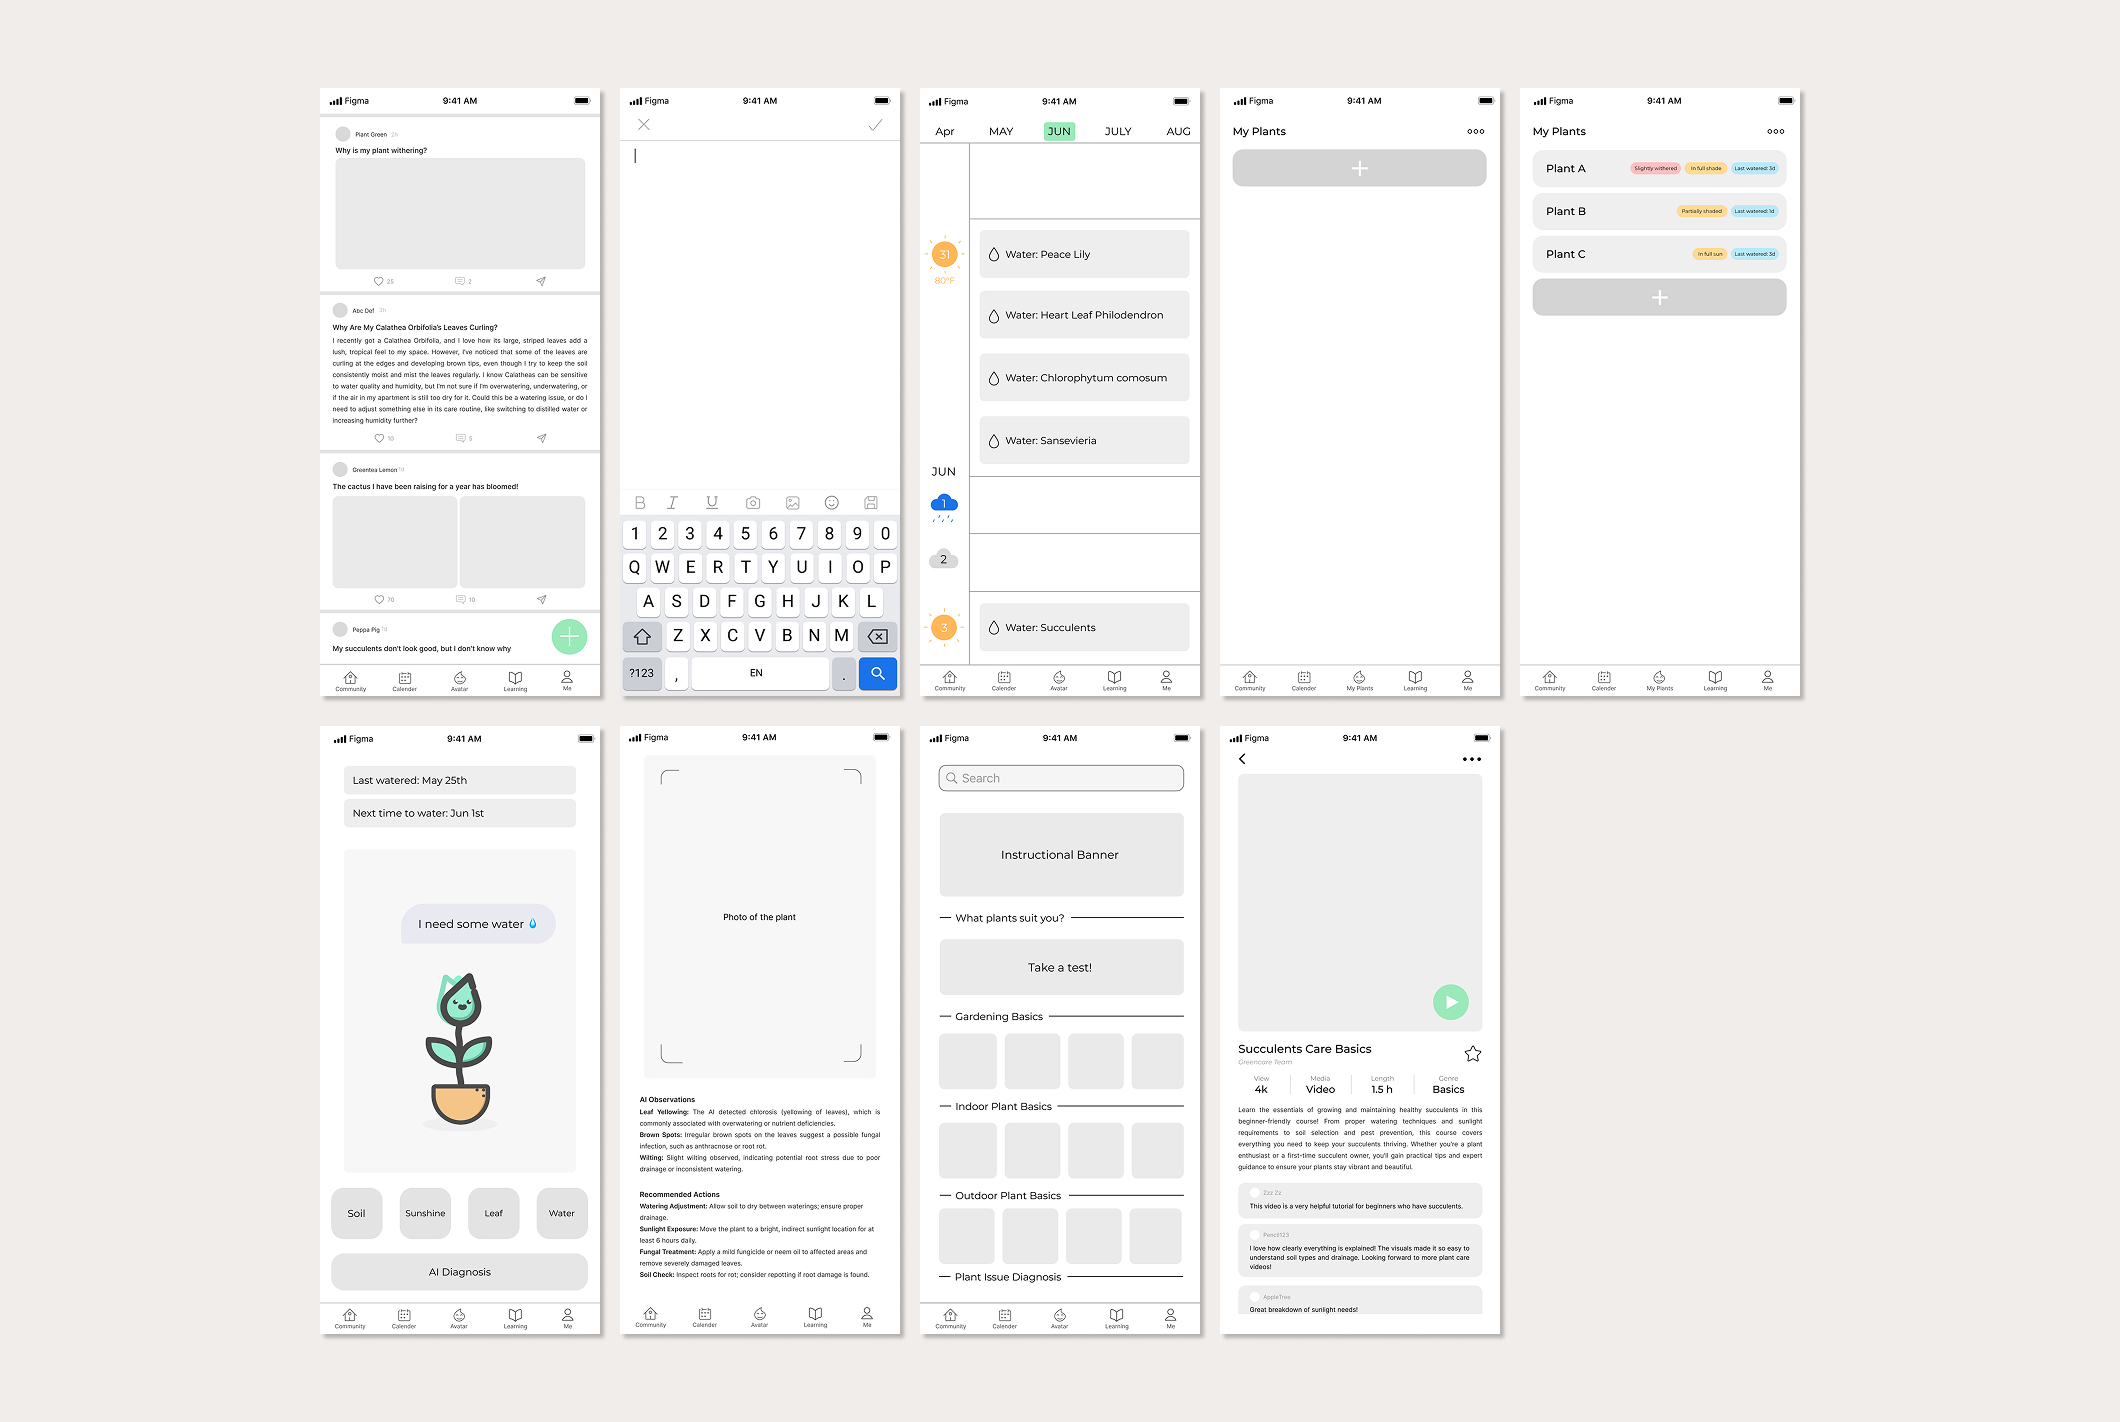 Figma 9:41 AM
Plant Green 2h
Why is my plant withering?
25 2
Abc Def 3h
Why Are My Calathea Orbifolia's Leaves Curling?
I recently got a Calathea Orbifolia, and I love how its large, striped leaves add a
lush, tropical feel to my space. However, I've noticed that some of the leaves are
curling at the edges and developing brown tips, even though I try to keep the soil
consistently moist and mist the leaves regularly. I know Calatheas can be sensitive
to water quality and humidity, but I'm not sure if I'm overwatering, underwatering, or
if the air in my apartment is still too dry for it. Could this be a watering issue, or do I
need to adjust something else in its care routine, like switching to distilled water or
increasing humidity further?
10 5
Greentea Lemon 1d
The cactus I have been raising for a year has bloomed!
70 10
Peppa Pig 1d
My succulents don't look good, but I don't know why
Community Calender Avatar Learning Me
Figma 9:41 AM
B I U
1 2 3 4 5 6 7 8 9 0
Q W E R T Y U I O P
A S D F G H J K L
Z X C V B N M
?123 , EN .
Figma 9:41 AM
Apr MAY JUN JULY AUG
31
80°F
Water: Peace Lily
Water: Heart Leaf Philodendron
Water: Chlorophytum comosum
Water: Sansevieria
JUN
1
2
3
Water: Succulents
Community Calender Avatar Learning Me
Figma 9:41 AM
My Plants
Community Calender My Plants Learning Me
Figma 9:41 AM
My Plants
Plant A Slightly withered In full shade Last watered: 3d
Plant B Partially shaded Last watered: 1d
Plant C In full sun Last watered: 3d
Community Calender My Plants Learning Me
Figma 9:41 AM
Last watered: May 25th
Next time to water: Jun 1st
I need some water
Soil Sunshine Leaf Water
AI Diagnosis
Community Calender Avatar Learning Me
Figma 9:41 AM
Photo of the plant
AI Observations
Leaf Yellowing: The AI detected chlorosis (yellowing of leaves), which is
commonly associated with overwatering or nutrient deficiencies.
Brown Spots: Irregular brown spots on the leaves suggest a possible fungal
infection, such as anthracnose or root rot.
Wilting: Slight wilting observed, indicating potential root stress due to poor
drainage or inconsistent watering.
Recommended Actions
Watering Adjustment: Allow soil to dry between waterings; ensure proper
drainage.
Sunlight Exposure: Move the plant to a bright, indirect sunlight location for at
least 6 hours daily.
Fungal Treatment: Apply a mild fungicide or neem oil to affected areas and
remove severely damaged leaves.
Soil Check: Inspect roots for rot; consider repotting if root damage is found.
Community Calender Avatar Learning Me
Figma 9:41 AM
Search
Instructional Banner
What plants suit you?
Take a test!
Gardening Basics
Indoor Plant Basics
Outdoor Plant Basics
Plant Issue Diagnosis
Community Calender Avatar Learning Me
Figma 9:41 AM
Succulents Care Basics
Greencare Team
View Media Length Genre
4k Video 1.5 h Basics
Learn the essentials of growing and maintaining healthy succulents in this
beginner-friendly course! From proper watering techniques and sunlight
requirements to soil selection and pest prevention, this course covers
everything you need to keep your succulents thriving. Whether you're a plant
enthusiast or a first-time succulent owner, you'll gain practical tips and expert
guidance to ensure your plants stay vibrant and beautiful.
Zzz Zz
This video is a very helpful tutorial for beginners who have succulents.
Pencil123
I love how clearly everything is explained! The visuals made it so easy to
understand soil types and drainage. Looking forward to more plant care
videos!
AppleTree
Great breakdown of sunlight needs!